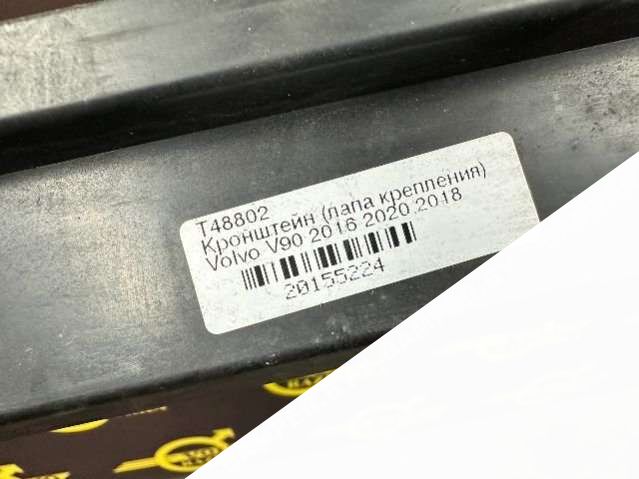 T48802
Кронштейн (лапа крепления)
Volvo V90 2016 2020 2018
20155224